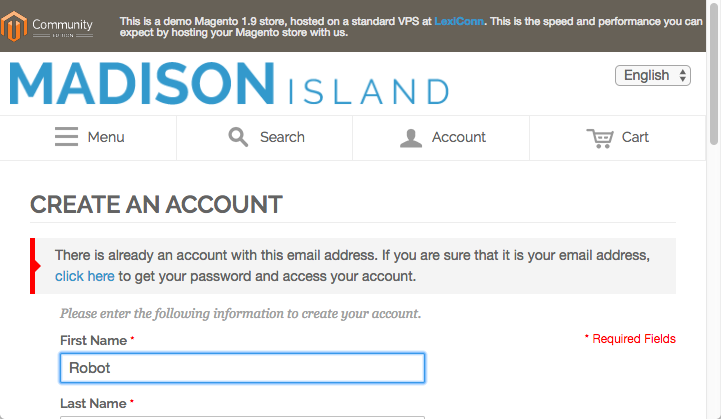 Community
EDITION
This is a demo Magento 1.9 store, hosted on a standard VPS at LexiConn. This is the speed and performance you can
expect by hosting your Magento store with us.
MADISON ISLAND
English
Menu
Search
Account
Cart
CREATE AN ACCOUNT
There is already an account with this email address. If you are sure that it is your email address,
click here to get your password and access your account.
Please enter the following information to create your account.
First Name *
* Required Fields
Robot
Last Name *